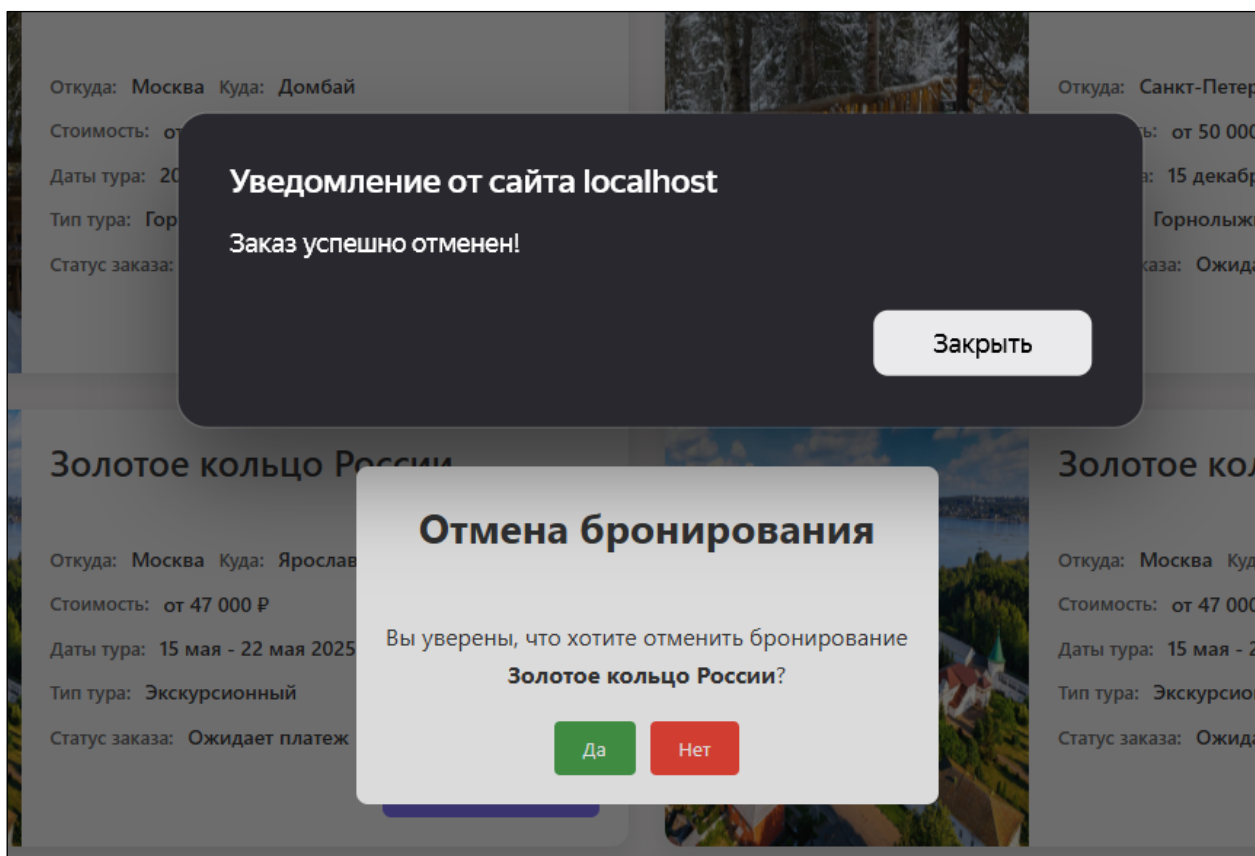 Откуда: Москва Куда: Домбай
Откуда: Санкт-Петер
Стоимость: от
от 50 000
Даты тура: 20
15 декабр
Тип тура: Гор
Горнолыж
Статус заказа:
каза: Ожида
Уведомление от сайта localhost
Заказ успешно отменен!
Закрыть
Золотое кольцо России
Золотое кол
Откуда: Москва Куда: Ярослав
Откуда: Москва Куд
Стоимость: от 47 000 ₽
Стоимость: от 47 000
Даты тура: 15 мая - 22 мая 2025
Даты тура: 15 мая - 2
Тип тура: Экскурсионный
Тип тура: Экскурсио
Статус заказа: Ожидает платеж
Статус заказа: Ожида
Отмена бронирования
Вы уверены, что хотите отменить бронирование
Золотое кольцо России?
Да
Нет